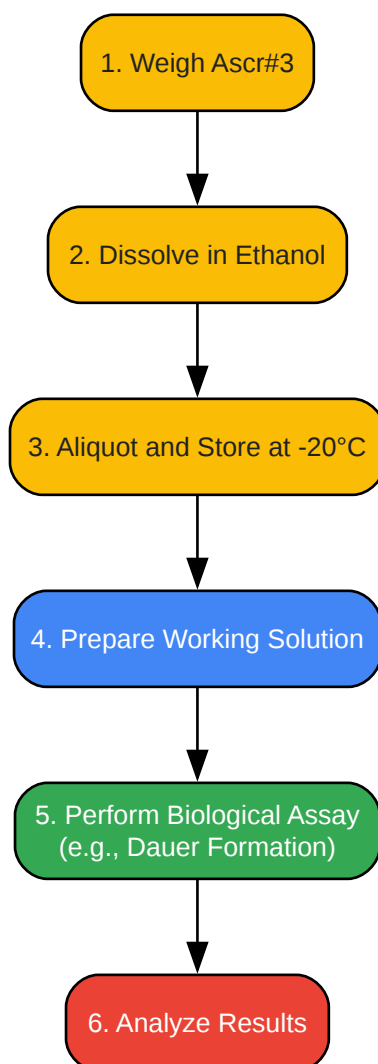 1. Weigh Ascr#3
2. Dissolve in Ethanol
3. Aliquot and Store at -20°C
4. Prepare Working Solution
5. Perform Biological Assay
(e.g., Dauer Formation)
6. Analyze Results